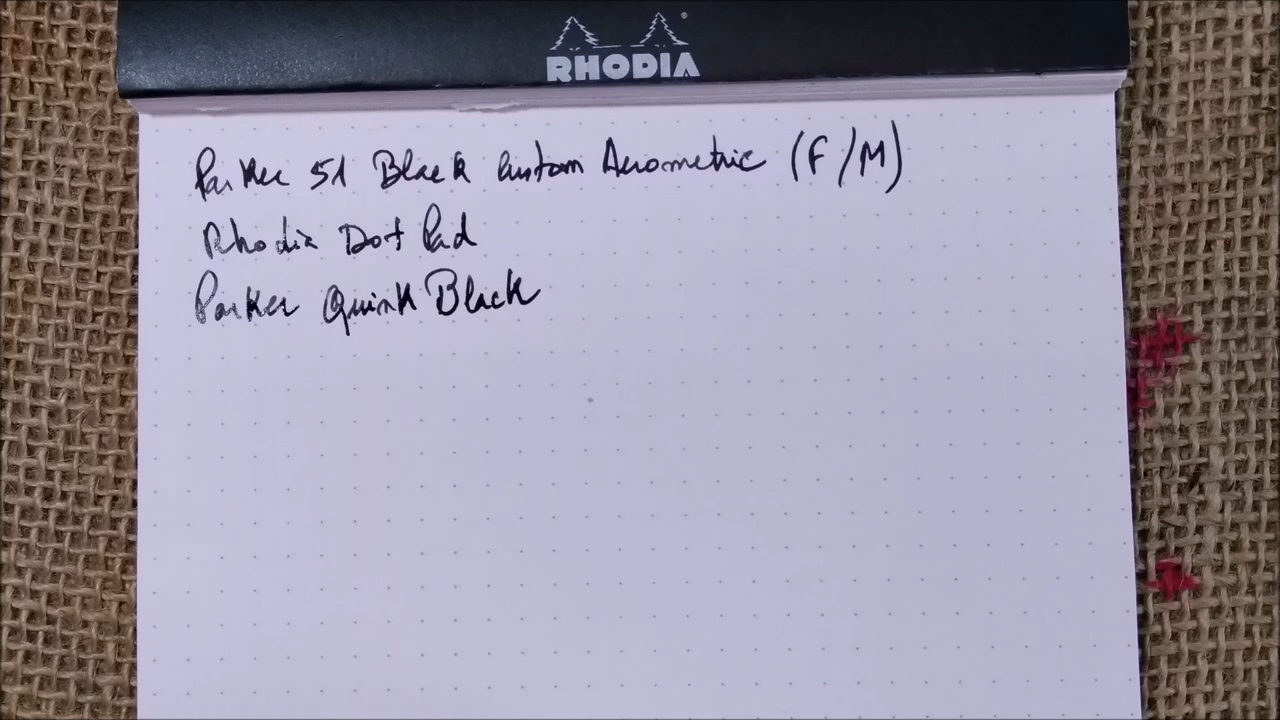 RHODIA
Parker 51 Black Custom Aerometric (F/M)
Rhodia Dot Pad
Parker Quink Black